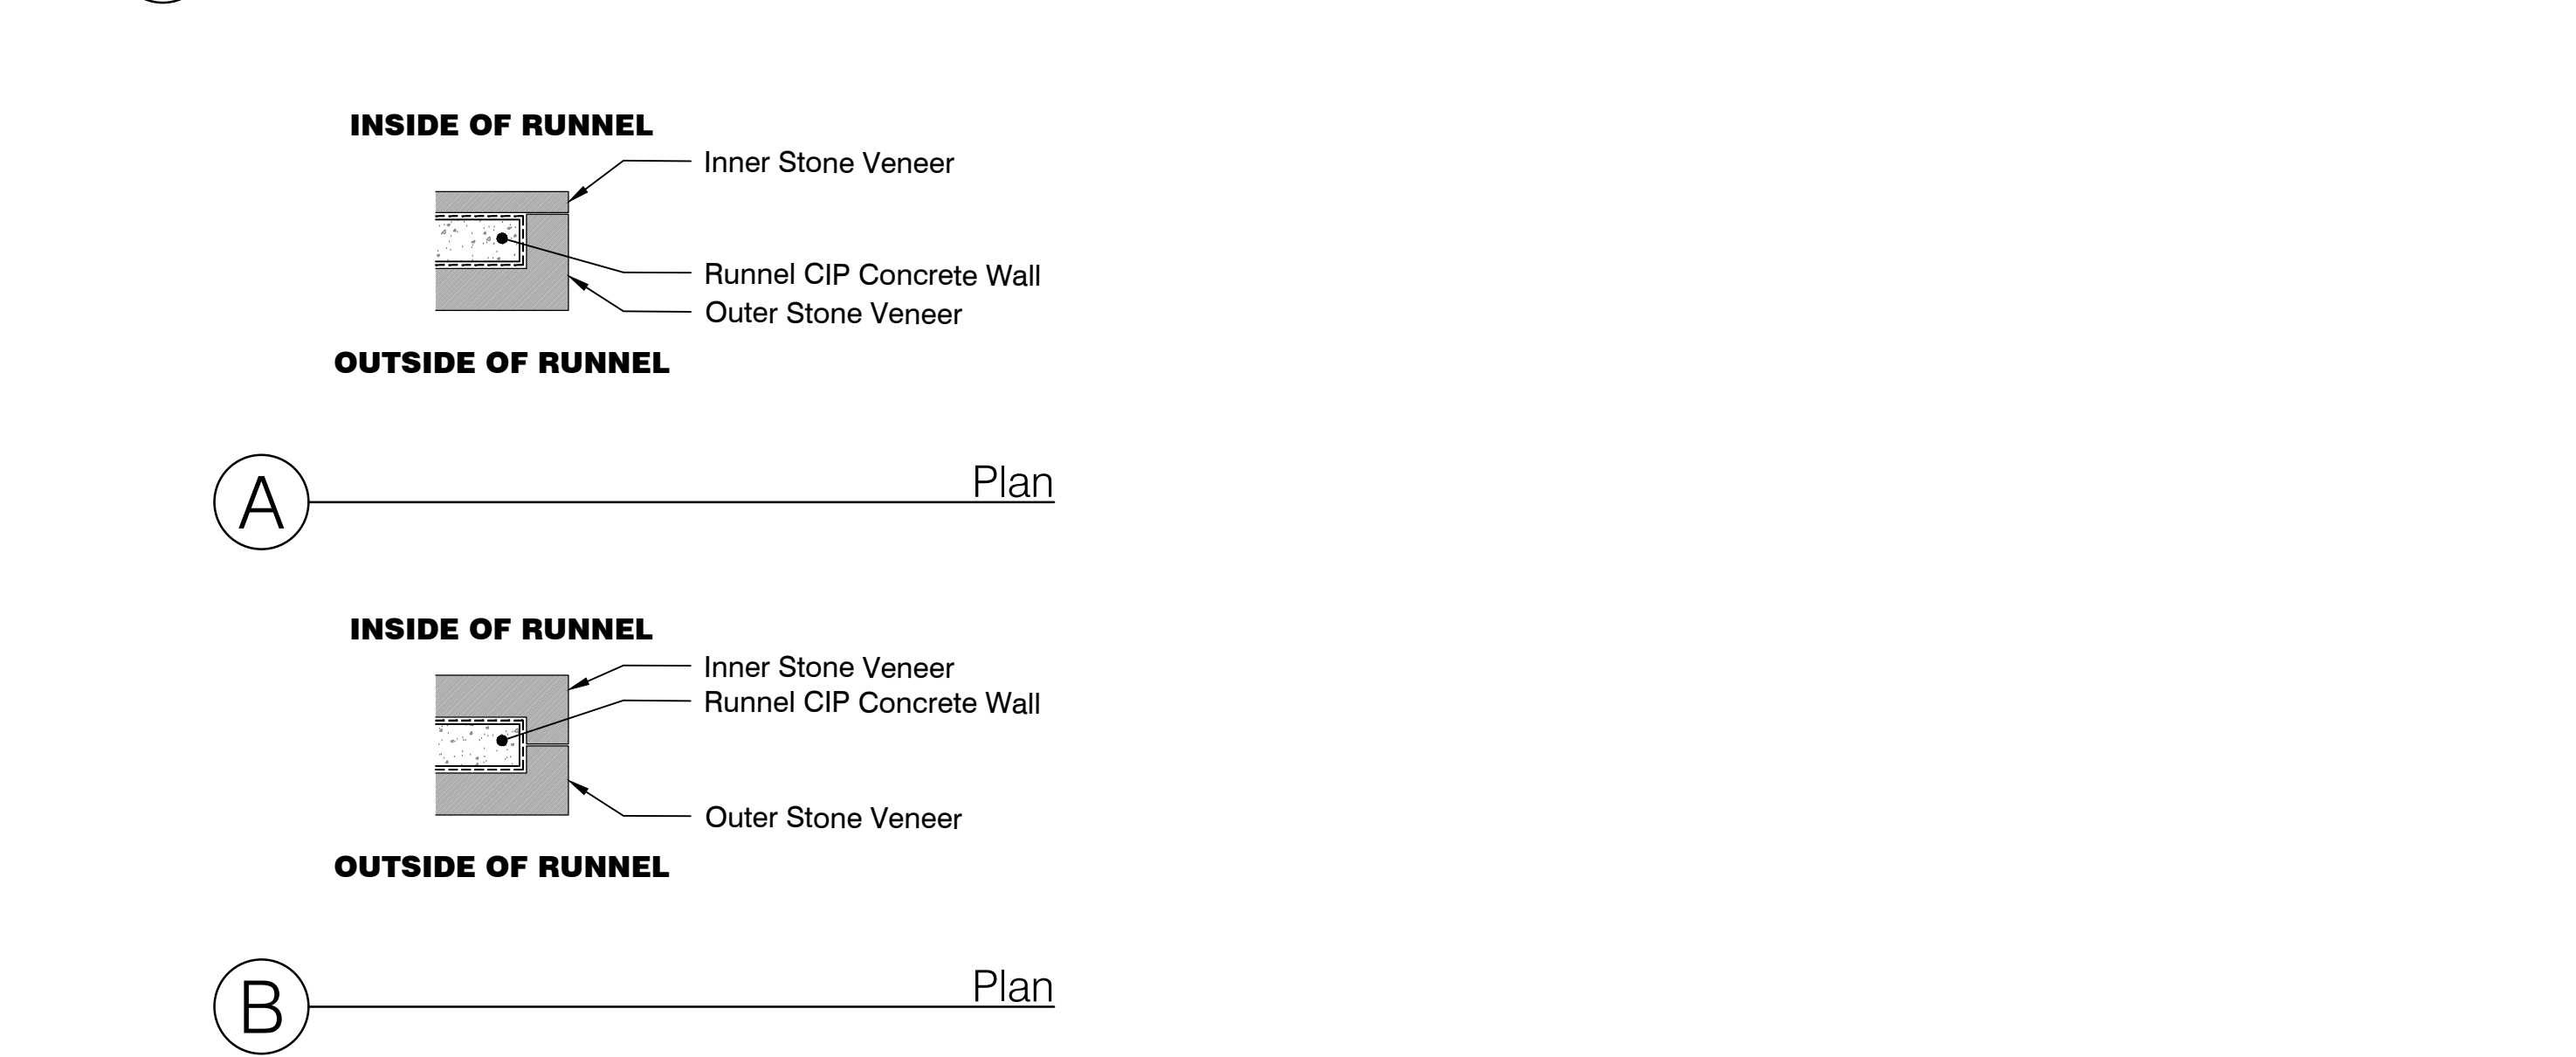 INSIDE OF RUNNEL
Inner Stone Veneer
Runnel CIP Concrete Wall
Outer Stone Veneer
OUTSIDE OF RUNNEL
A
Plan
INSIDE OF RUNNEL
Inner Stone Veneer
Runnel CIP Concrete Wall
Outer Stone Veneer
OUTSIDE OF RUNNEL
B
Plan